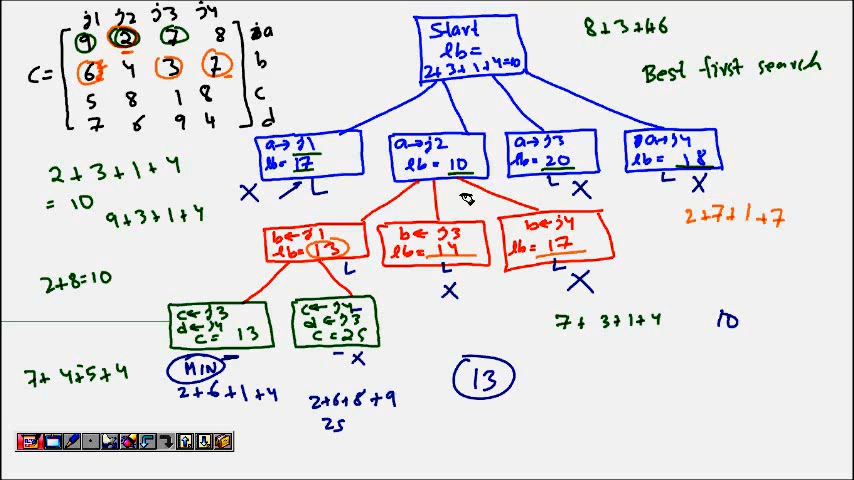 j1 j2 j3 j4
9 2 7 8 a
C = 6 4 3 7 b
5 8 1 8 c
7 6 9 4 d
Start
lb =
2+3+1+4=10
8+3+46
Best first search
a→j1
lb = 17
a→j2
lb = 10
a→j3
lb = 20
a→j4
lb = 18
X
L
L
X
L
X
2+3+1+4
= 10
9+3+1+4
2+7+1+7
b←j1
lb = 13
b← j3
lb = 14
b← j4
lb = 17
L
L
X
L
X
2+8=10
c←j3
d←j4
c = 13
c←j4
d←j3
c = 25
X
7+ 3+1+4
10
7+ 4+5+4
MIN
2+6+1+4
2+6+8+9
25
13